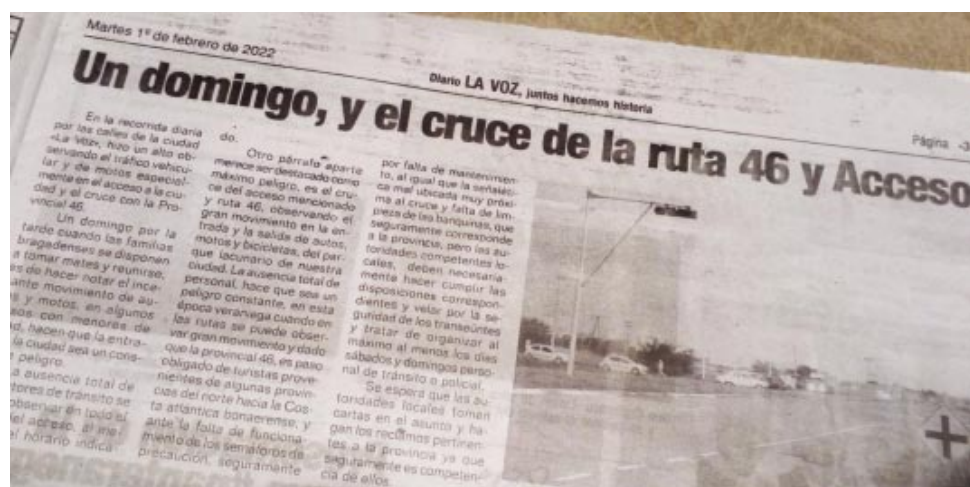 Martes 1º de febrero de 2022
Diario LA VOZ, juntos hacemos historia
Página -3
Un domingo, y el cruce de la ruta 46 y Acceso
En la recorrida diaria
por las calles de la ciudad
«La Voz», hizo un alto ob-
servando el tráfico vehicu-
lar y de motos especial-
mente en el acceso a la ciu-
dad y el cruce con la Pro-
vincial 46.
Un domingo por la
tarde cuando las familias
bragadenses se disponen
a tomar mates y reunirse,
es de hacer notar el ince-
ante movimiento de au-
s y motos, en algunos
sos con menores de
d, hacen que la entra-
la ciudad sea un cons-
e peligro.
a ausencia total de
tores de tránsito se
observar en todo el
el acceso, al me-
el horario indica-
do.
Otro párrafo aparte
merece ser destacado como
máximo peligro, es el cru-
ce del acceso mencionado
y ruta 46, observando el
gran movimiento en la en-
trada y la salida de autos,
motos y bicicletas, del par-
que lacunario de nuestra
ciudad. La ausencia total de
personal, hace que sea un
peligro constante, en esta
época veraniega cuando en
las rutas se puede obser-
var gran movimiento y dado
que la provincial 46, es paso
obligado de turistas prove-
nientes de algunas provin-
cias del norte hacia la Cos-
ta atlántica bonaerense, y
ante la falta de funciona-
miento de los semáforos de
precaución, seguramente
por falta de mantenimien-
to, al igual que la señaléc-
ca mal ubicada muy próxi-
ma al cruce y falta de lim-
pieza de las banquinas, que
seguramente corresponde
a la provincia, pero las au-
toridades competentes lo-
cales, deben necesaria-
mente hacer cumplir las
disposiciones correspon-
dientes y velar por la se-
guridad de los transeúntes
y tratar de organizar al
máximo al menos los días
sábados y domingos perso-
nal de tránsito o policial.
Se espera que las au-
toridades locales tomen
cartas en el asunto y ha-
gan los reclamos pertinen-
tes a la provincia ya que
seguramente es competen-
cia de ellos.